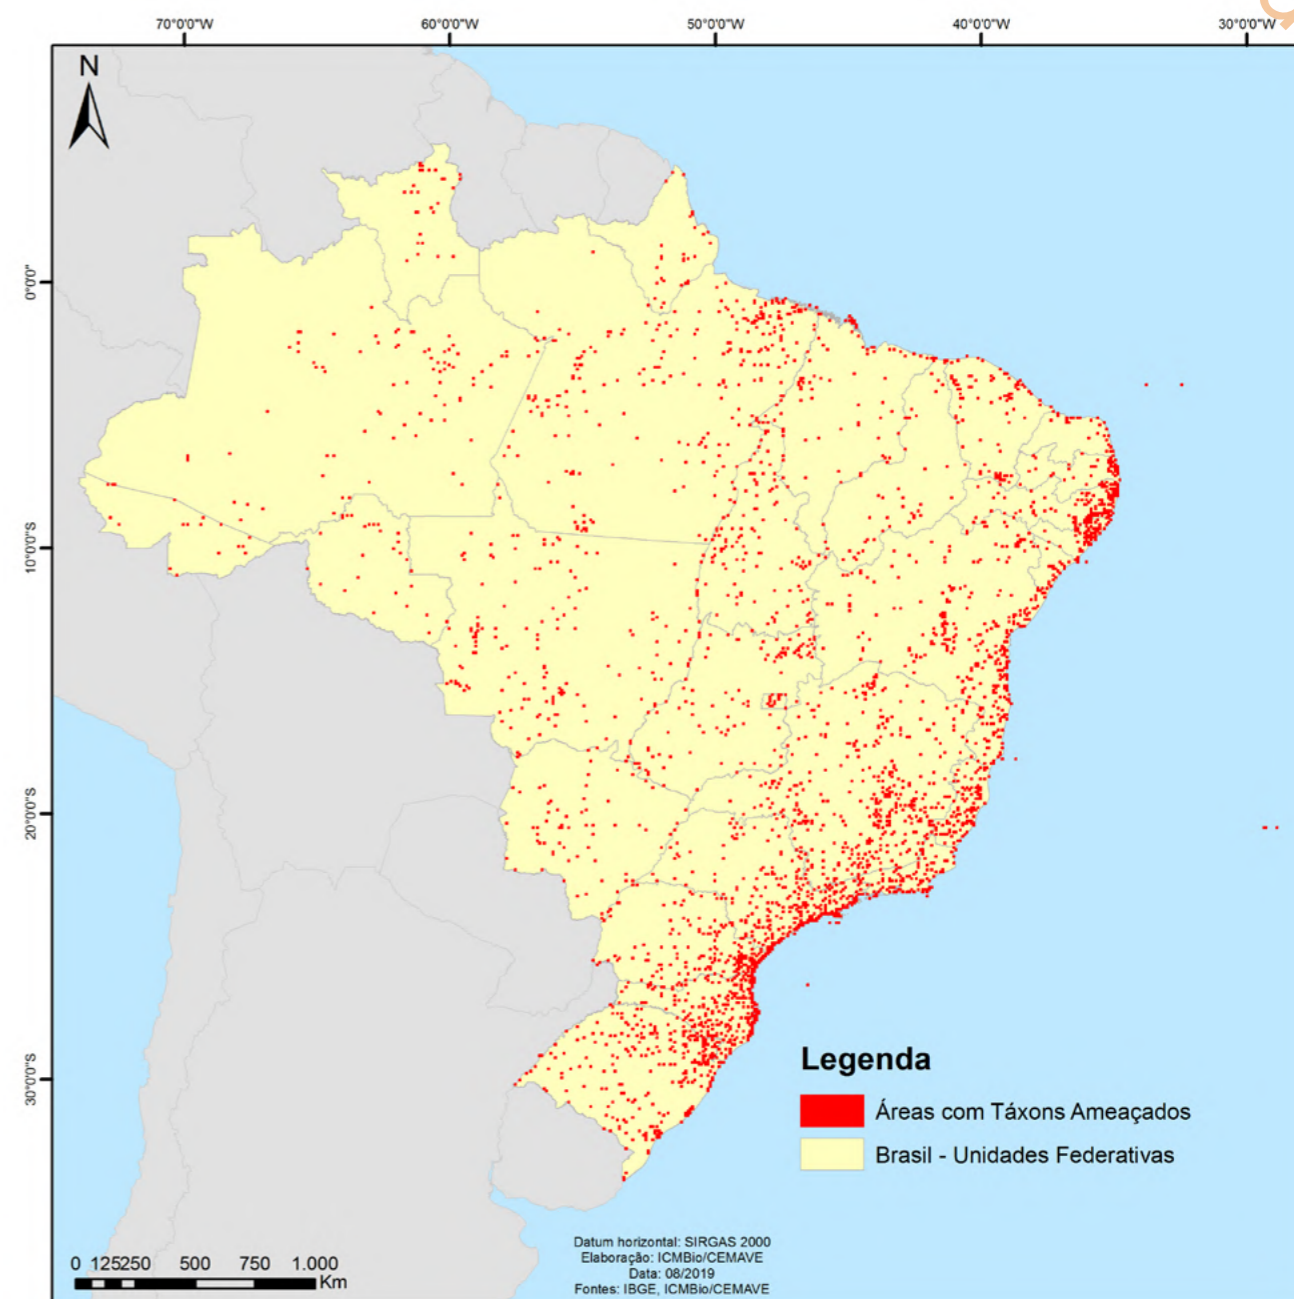 70°0'0"W 60°0'0"W 50°0'0"W 40°0'0"W 30°0'0"W
N
0°0'0"
10°0'0"S
20°0'0"S
30°0'0"S
Legenda
Áreas com Táxons Ameaçados
Brasil - Unidades Federativas
0 125250 500 750 1.000
Km
Datum horizontal: SIRGAS 2000
Elaboração: ICMBio/CEMAVE
Data: 08/2019
Fontes: IBGE, ICMBio/CEMAVE